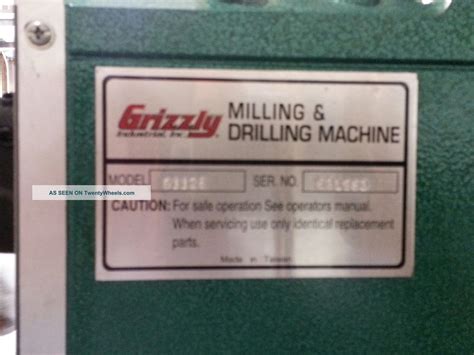 Grizzly
Industrial, Inc.
MILLING &
DRILLING MACHINE
MODEL
SER. NO.
AS SEEN ON TwentyWheels.com
CAUTION: For safe operation See operators manual.
When servicing use only identical replacement
parts.
Made in Taiwan